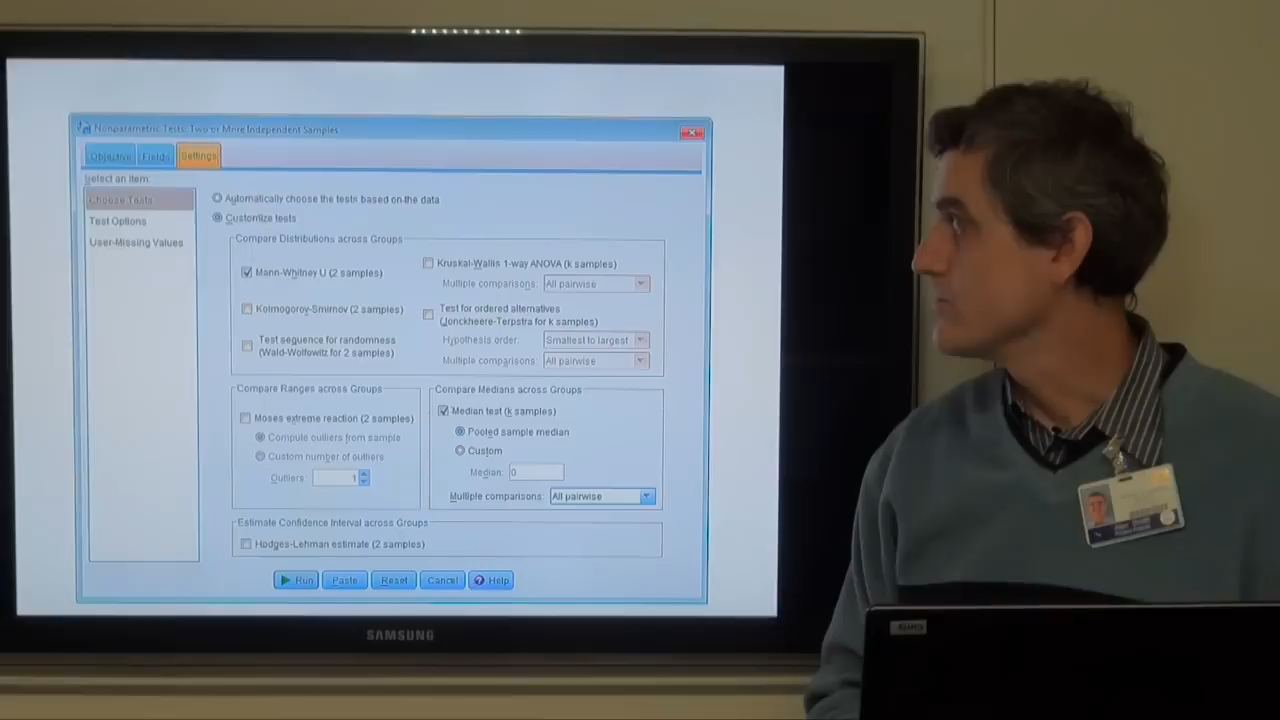 Nonparametric Tests: Two or More Independent Samples
Objective Fields Settings
Select an item:
Choose Tests
Test Options
User-Missing Values
Automatically choose the tests based on the data
Customize tests
Compare Distributions across Groups
Mann-Whitney U (2 samples)
Kolmogorov-Smirnov (2 samples)
Test sequence for randomness
(Wald-Wolfowitz for 2 samples)
Kruskal-Wallis 1-way ANOVA (k samples)
Multiple comparisons: All pairwise
Test for ordered alternatives
(Jonckheere-Terpstra for k samples)
Hypothesis order: Smallest to largest
Multiple comparisons: All pairwise
Compare Ranges across Groups
Moses extreme reaction (2 samples)
Compute outliers from sample
Custom number of outliers
Outliers: 1
Compare Medians across Groups
Median test (k samples)
Pooled sample median
Custom
Median: 0
Multiple comparisons: All pairwise
Estimate Confidence Interval across Groups
Hodges-Lehman estimate (2 samples)
Run Paste Reset Cancel Help
SAMSUNG